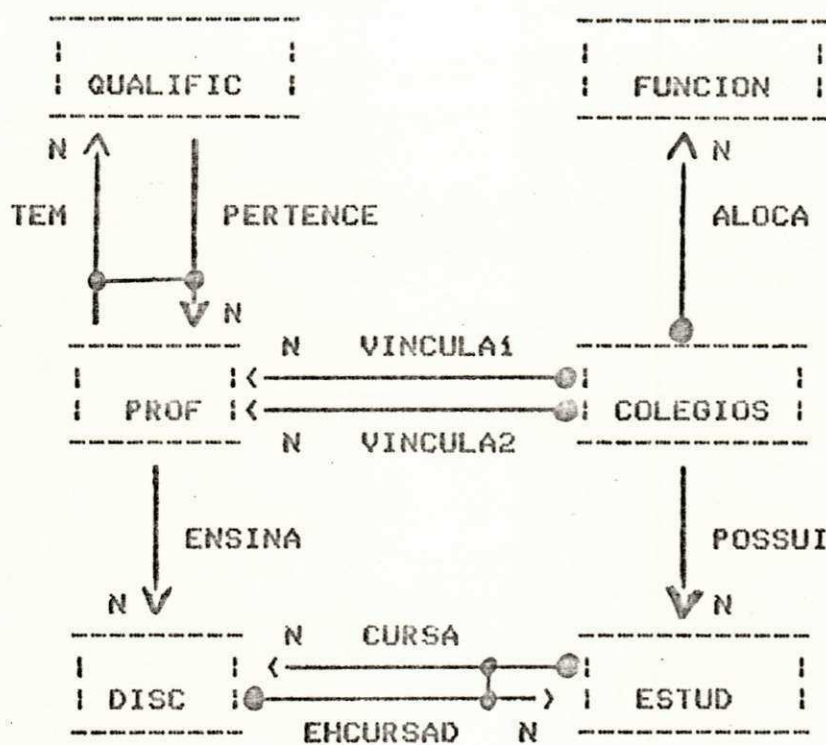 QUALIFIC FUNCION
N N
TEM PERTENCE ALOCA
N
N VINCULA1
PROF COLEGIOS
N VINCULA2
ENSINA POSSUI
N N
N CURSA
DISC ESTUD
EHCURSAD N